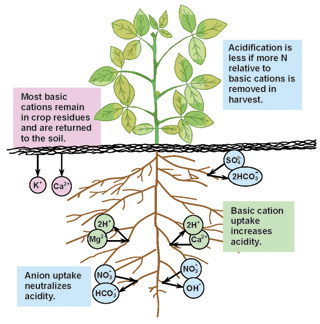 Acidification is
less if more N
relative to
basic cations is
removed in
harvest.
Most basic
cations remain
in crop residues
and are returned
to the soil.
K⁺
Ca²⁺
SO₄²⁻
2HCO₃⁻
2H⁺
Mg²⁺
2H⁺
Ca²⁺
Basic cation
uptake
increases
acidity.
Anion uptake
neutralizes
acidity.
NO₃⁻
HCO₃⁻
NO₃⁻
OH⁻